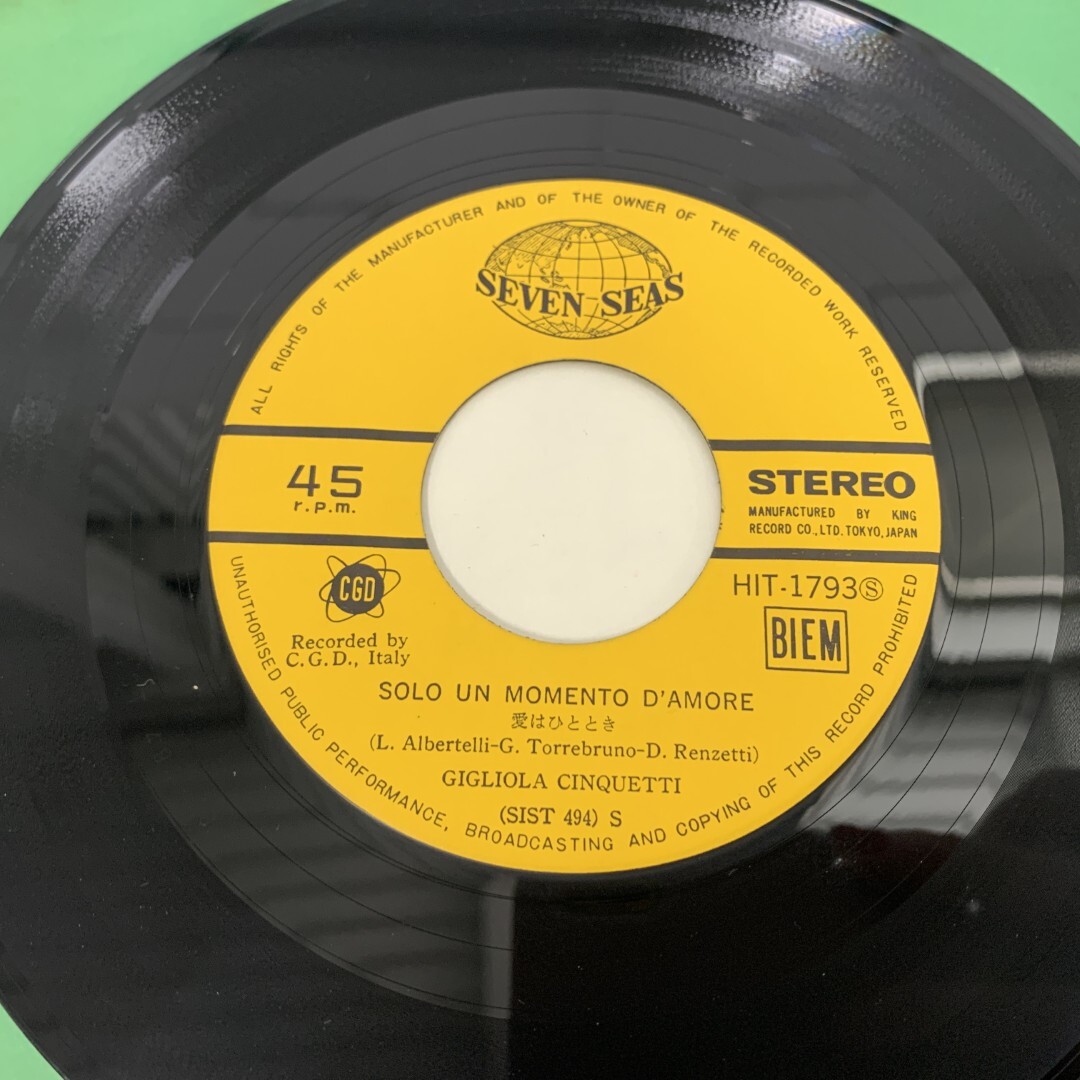 ALL RIGHTS OF THE MANUFACTURER AND OF THE OWNER OF THE RECORDED WORK RESERVED
SEVEN SEAS
45
r.p.m.
STEREO
MANUFACTURED BY KING
RECORD CO., LTD. TOKYO, JAPAN
CGD
Recorded by
C.G.D., Italy
HIT-1793Ⓢ
BIEM
SOLO UN MOMENTO D'AMORE
愛はひととき
(L. Albertelli-G. Torrebruno-D. Renzetti)
GIGLIOLA CINQUETTI
(SIST 494) S
UNAUTHORISED PUBLIC PERFORMANCE, BROADCASTING AND COPYING OF THIS RECORD PROHIBITED